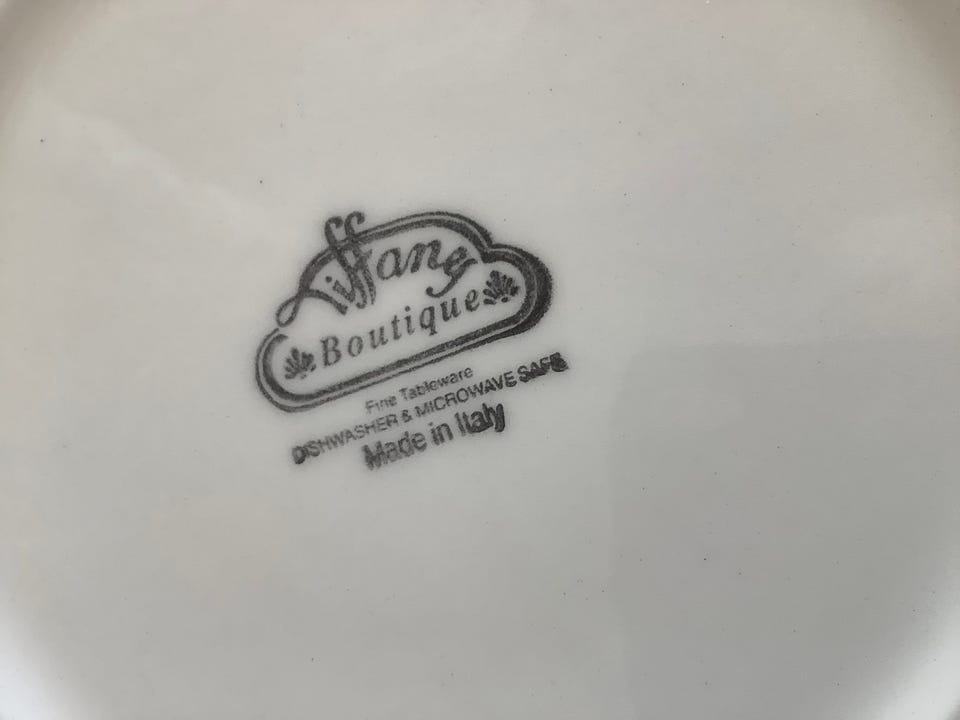 Tiffany
Boutique
Fine Tableware
DISHWASHER & MICROWAVE SAFE
Made in Italy